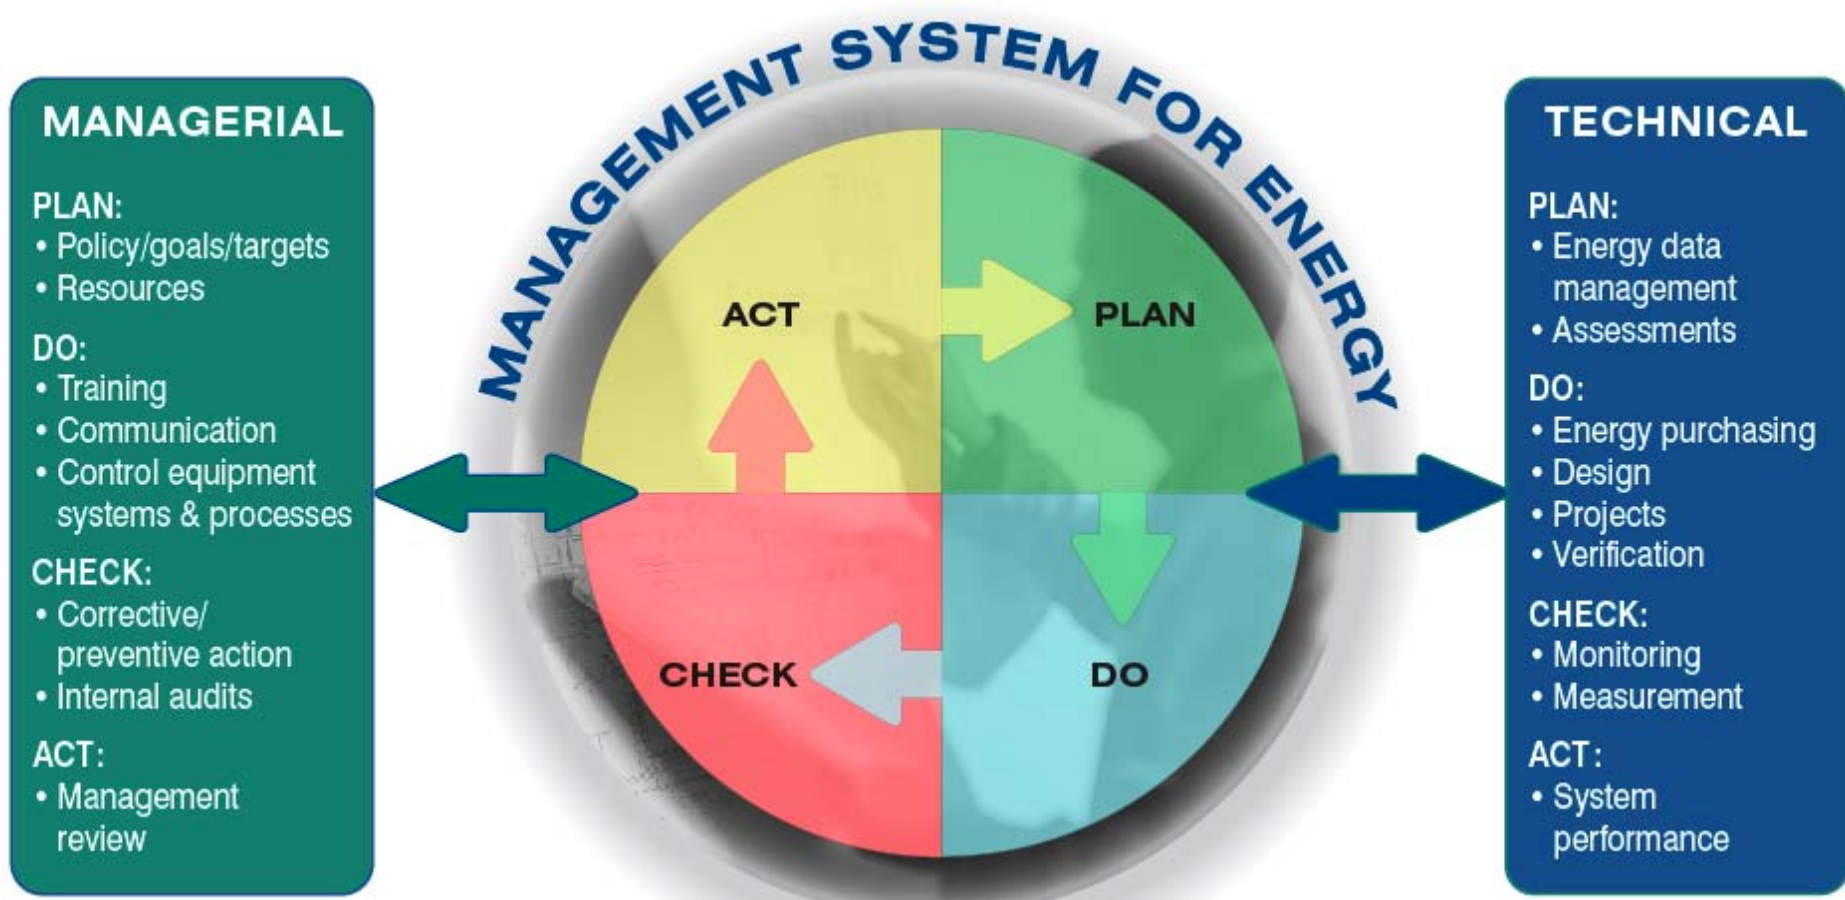 MANAGEMENT SYSTEM FOR ENERGY
MANAGERIAL
PLAN:
• Policy/goals/targets
• Resources
DO:
• Training
• Communication
• Control equipment
systems & processes
CHECK:
• Corrective/
preventive action
• Internal audits
ACT:
• Management
review
ACT
PLAN
CHECK
DO
TECHNICAL
PLAN:
• Energy data
management
• Assessments
DO:
• Energy purchasing
• Design
• Projects
• Verification
CHECK:
• Monitoring
• Measurement
ACT:
• System
performance